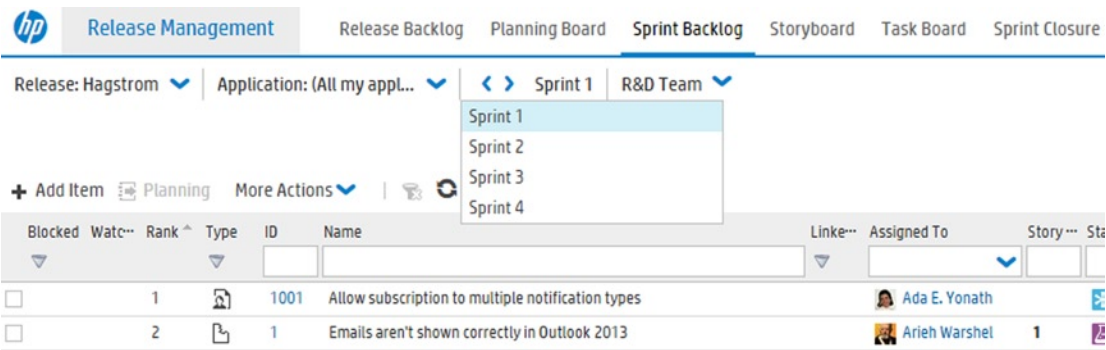 hp Release Management Release Backlog Planning Board Sprint Backlog Storyboard Task Board Sprint Closure
Release: Hagstrom Application: (All my appl... Sprint 1 R&D Team
Sprint 1
Sprint 2
Sprint 3
Sprint 4
Add Item Planning More Actions
Blocked Watc... Rank Type ID Name Linke... Assigned To Story ... Sta
1 1001 Allow subscription to multiple notification types Ada E. Yonath
2 1 Emails aren't shown correctly in Outlook 2013 Arieh Warshel 1